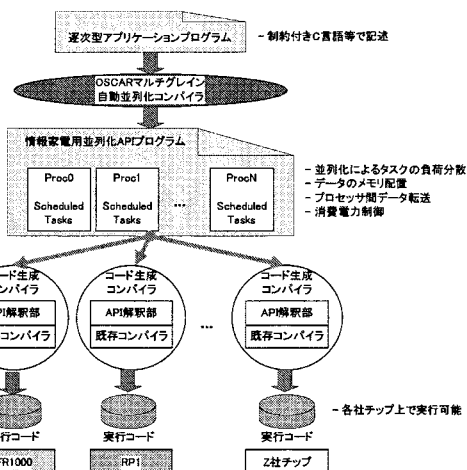 逐次型アプリケーションプログラム
- 制約付きC言語等で記述
OSCARマルチグレイン
自動並列化コンパイラ
情報家電用並列化APIプログラム
Proc0
Scheduled
Tasks
Proc1
Scheduled
Tasks
...
ProcN
Scheduled
Tasks
- 並列化によるタスクの負荷分散
- データのメモリ配置
- プロセッサ間データ転送
- 消費電力制御
コード生成
コンパイラ
PI解釈部
コンパイラ
コード生成
コンパイラ
API解釈部
既存コンパイラ
...
コード生成
コンパイラ
API解釈部
既存コンパイラ
行コード
実行コード
実行コード
- 各社チップ上で実行可能
FR1000
RP1
Z社チップ